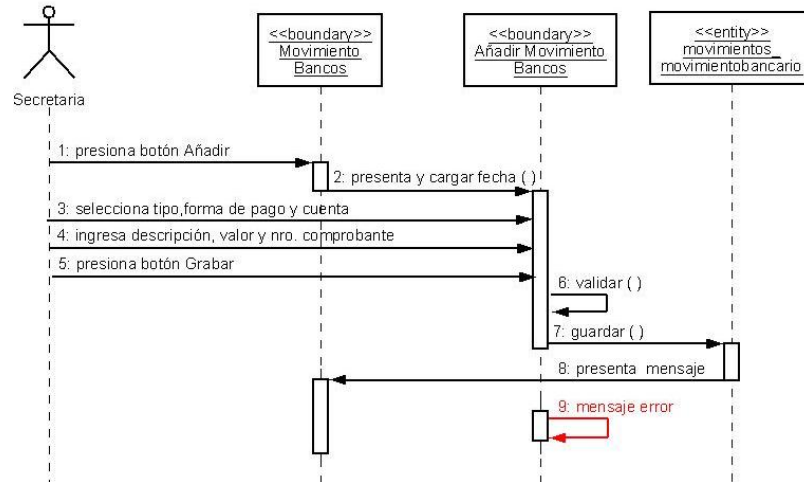 <<boundary>>
Movimiento
Bancos
<<boundary>>
Añadir Movimiento
Bancos
<<entity>>
movimientos_
movimientobancario
Secretaria
1: presiona botón Añadir
2: presenta y cargar fecha ( )
3: selecciona tipo,forma de pago y cuenta
4: ingresa descripción, valor y nro. comprobante
5: presiona botón Grabar
6: validar ( )
7: guardar ( )
8: presenta mensaje
9: mensaje error